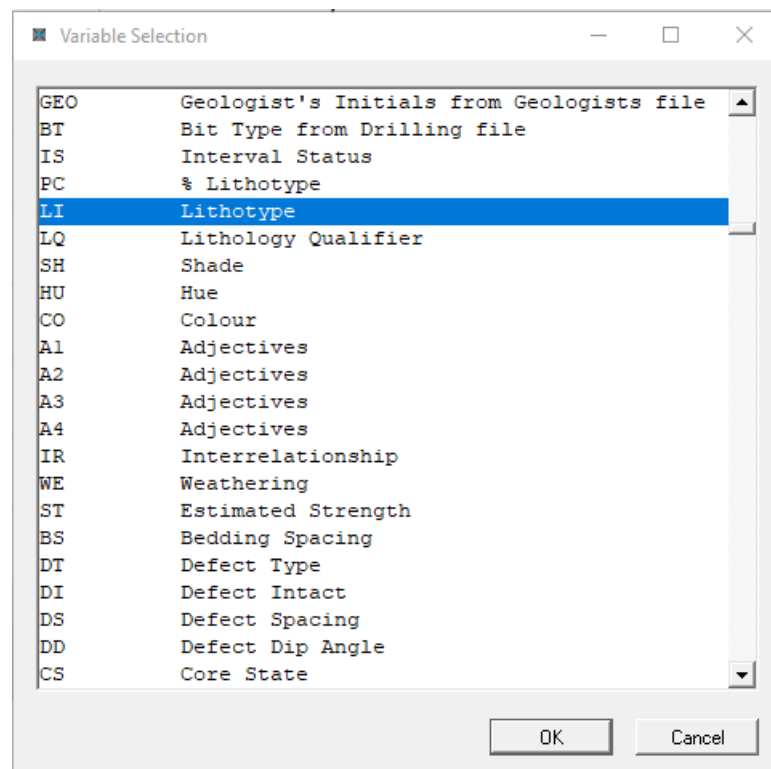 Variable Selection
GEO Geologist's Initials from Geologists file
BT Bit Type from Drilling file
IS Interval Status
PC % Lithotype
LI Lithotype
LQ Lithology Qualifier
SH Shade
HU Hue
CO Colour
A1 Adjectives
A2 Adjectives
A3 Adjectives
A4 Adjectives
IR Interrelationship
WE Weathering
ST Estimated Strength
BS Bedding Spacing
DT Defect Type
DI Defect Intact
DS Defect Spacing
DD Defect Dip Angle
CS Core State
OK Cancel